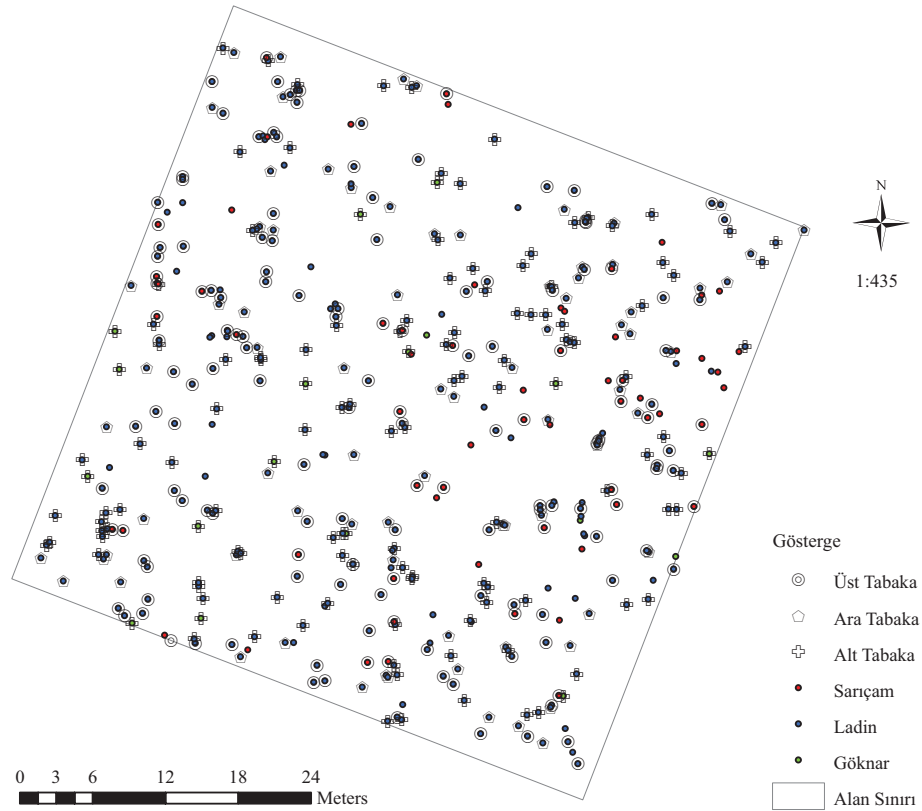 N
1:435
Gösterge
Üst Tabaka
Ara Tabaka
Alt Tabaka
Sarıçam
Ladin
Göknar
Alan Sınırı
0 3 6 12 18 24
Meters